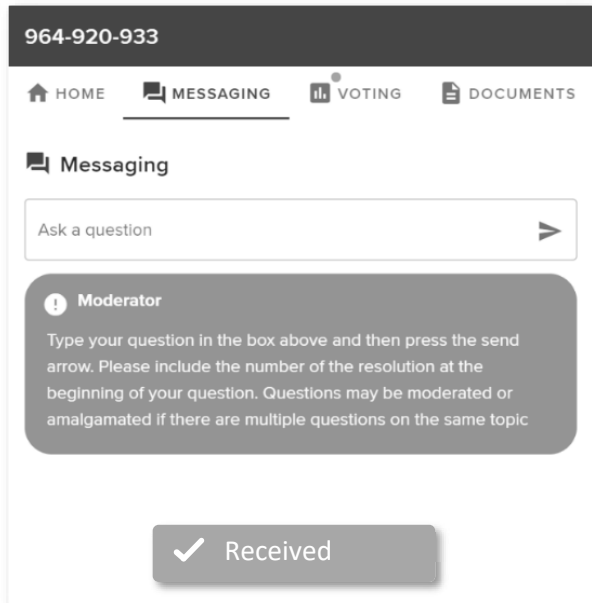 964-920-933
HOME MESSAGING VOTING DOCUMENTS
Messaging
Ask a question
Moderator
Type your question in the box above and then press the send
arrow. Please include the number of the resolution at the
beginning of your question. Questions may be moderated or
amalgamated if there are multiple questions on the same topic
Received